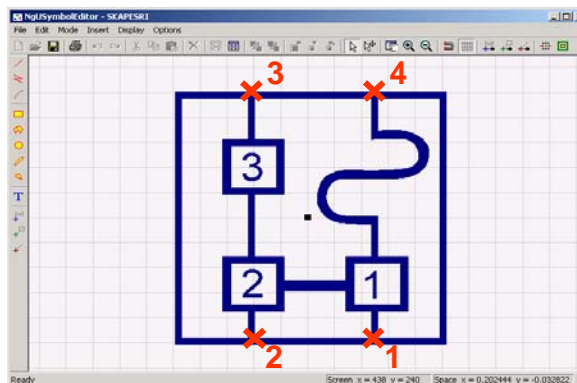 NgUSymbolEditor - SKAPESRI
File Edit Mode Insert Display Options
T
3 4
3
2 1
2 1
Ready Screen x = 438 y = 240 Space x = 0.202444 y = -0.032822